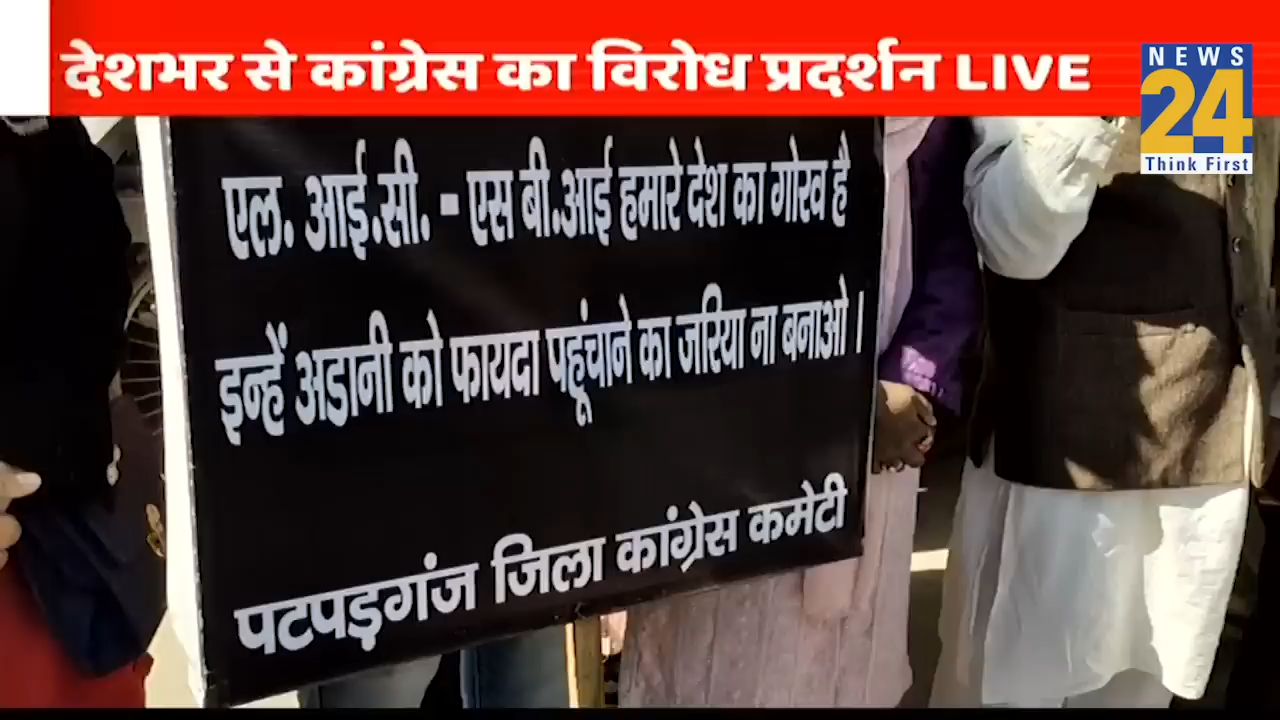 देशभर से कांग्रेस का विरोध प्रदर्शन LIVE
NEWS
24
Think First
एल. आई.सी. - एस बी.आई हमारे देश का गोरव है
इन्हें अडानी को फायदा पहूंचाने का जरिया ना बनाओ ।
पटपड़गंज जिला कांग्रेस कमेटी